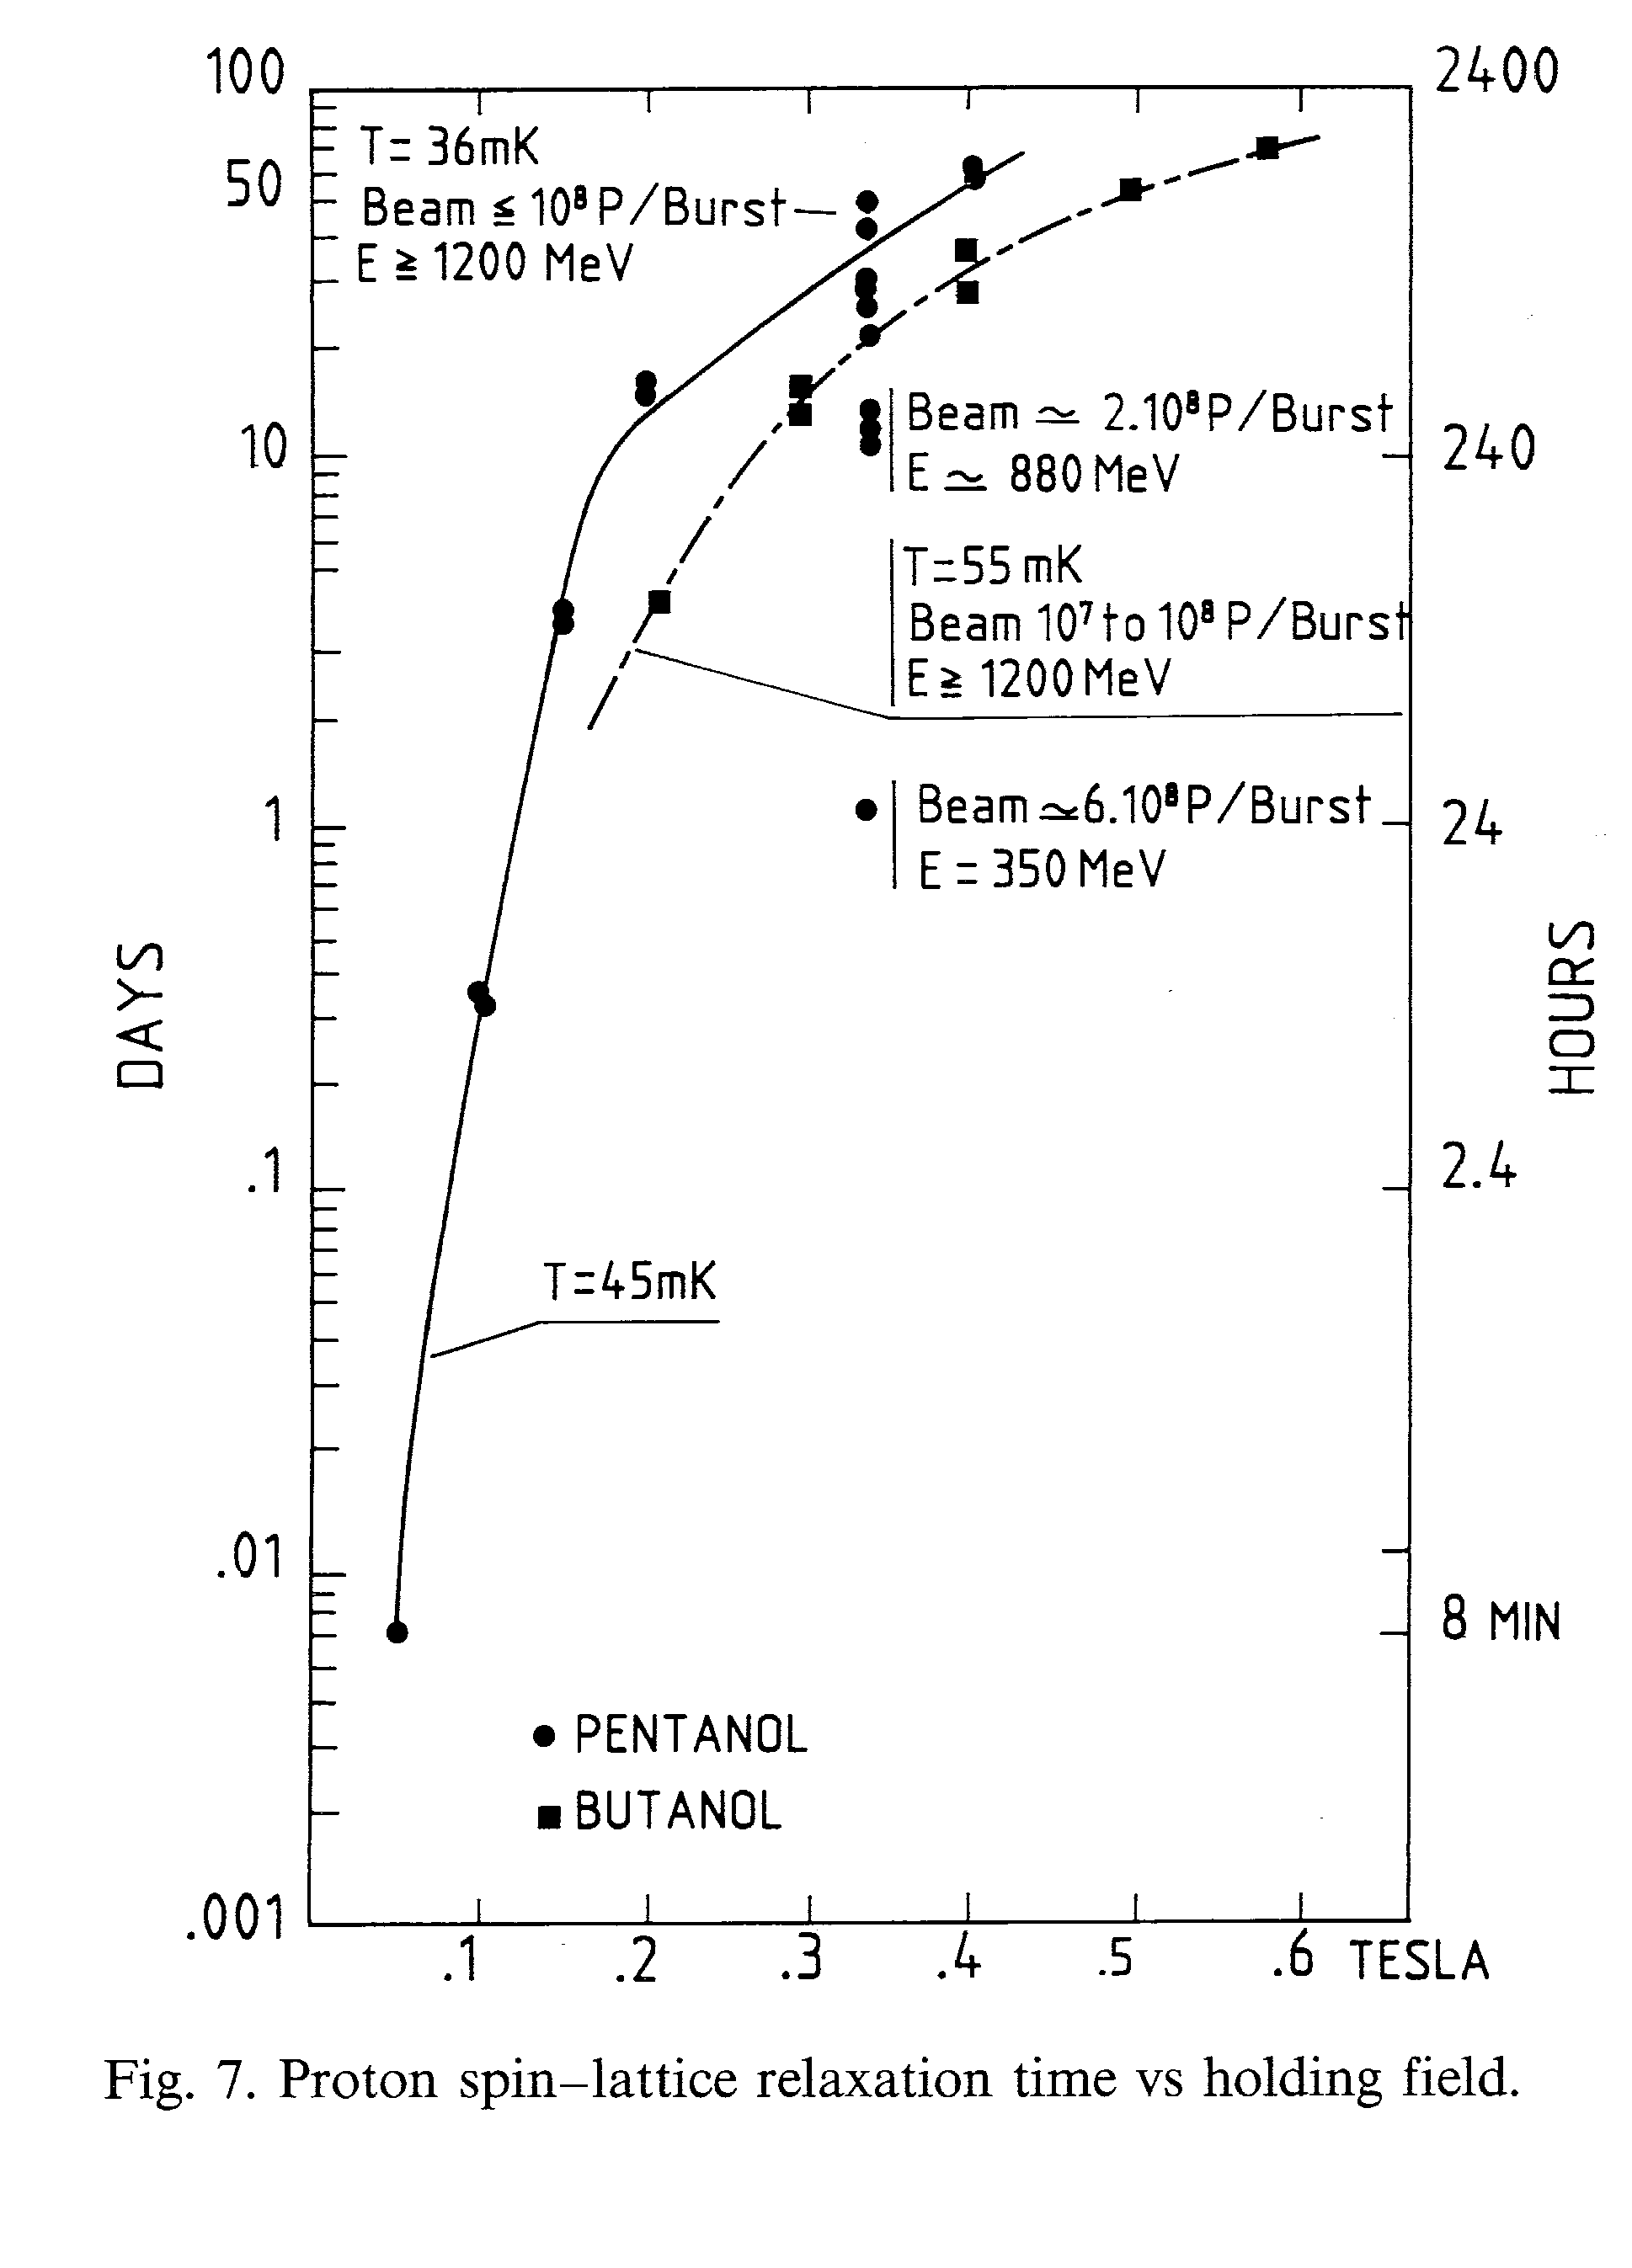 100
2400
T= 36mK
50
Beam ≦ 10⁸ P/Burst
E ≧ 1200 MeV
10
240
Beam ≃ 2.10⁸ P/Burst
E ≃ 880 MeV
T=55 mK
Beam 10⁷ to 10⁸ P/Burst
E ≧ 1200 MeV
1
24
Beam ≃ 6.10⁸ P/Burst
E = 350 MeV
DAYS
HOURS
.1
2.4
T=45mK
.01
8 MIN
PENTANOL
BUTANOL
.001
.1 .2 .3 .4 .5 .6 TESLA
Fig. 7. Proton spin–lattice relaxation time vs holding field.